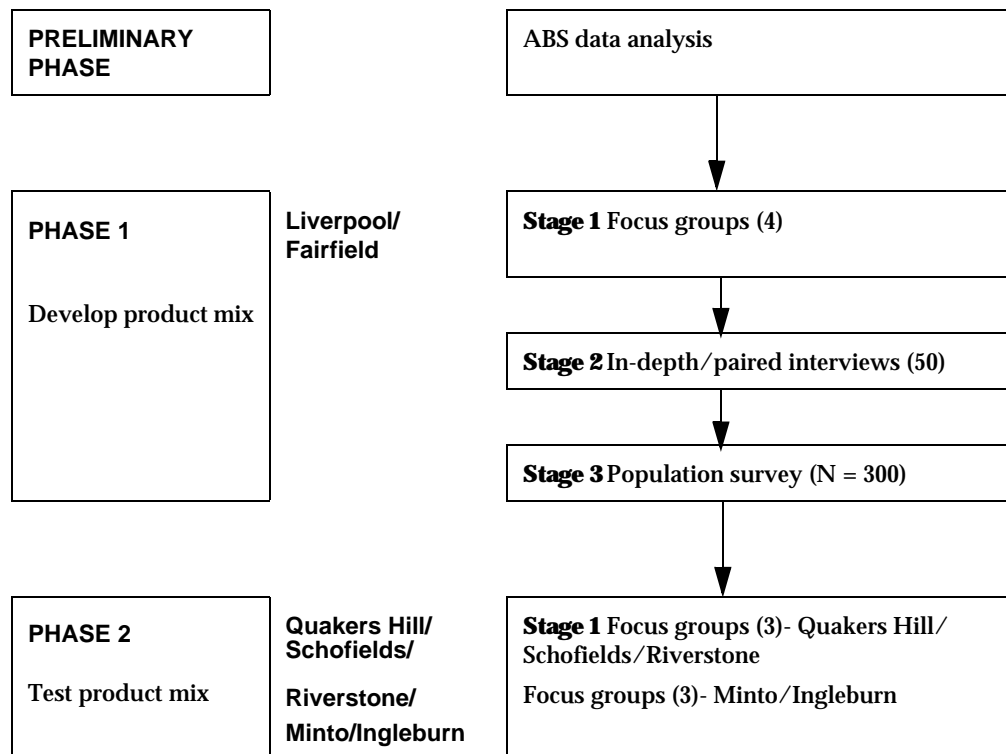 PRELIMINARY
PHASE
ABS data analysis
PHASE 1
Develop product mix
Liverpool/
Fairfield
Stage 1 Focus groups (4)
Stage 2 In-depth/paired interviews (50)
Stage 3 Population survey (N = 300)
PHASE 2
Test product mix
Quakers Hill/
Schofields/
Riverstone/
Minto/Ingleburn
Stage 1 Focus groups (3)- Quakers Hill/
Schofields/Riverstone
Focus groups (3)- Minto/Ingleburn